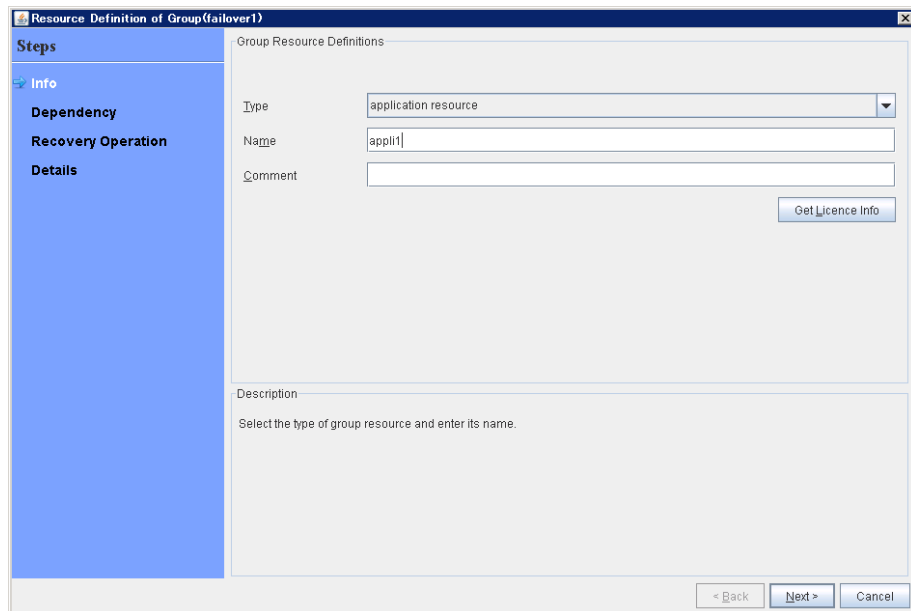 Resource Definition of Group(failover1)
Steps
Info
Dependency
Recovery Operation
Details
Group Resource Definitions
Type application resource
Name appli1
Comment
Get Licence Info
Description
Select the type of group resource and enter its name.
< Back Next > Cancel